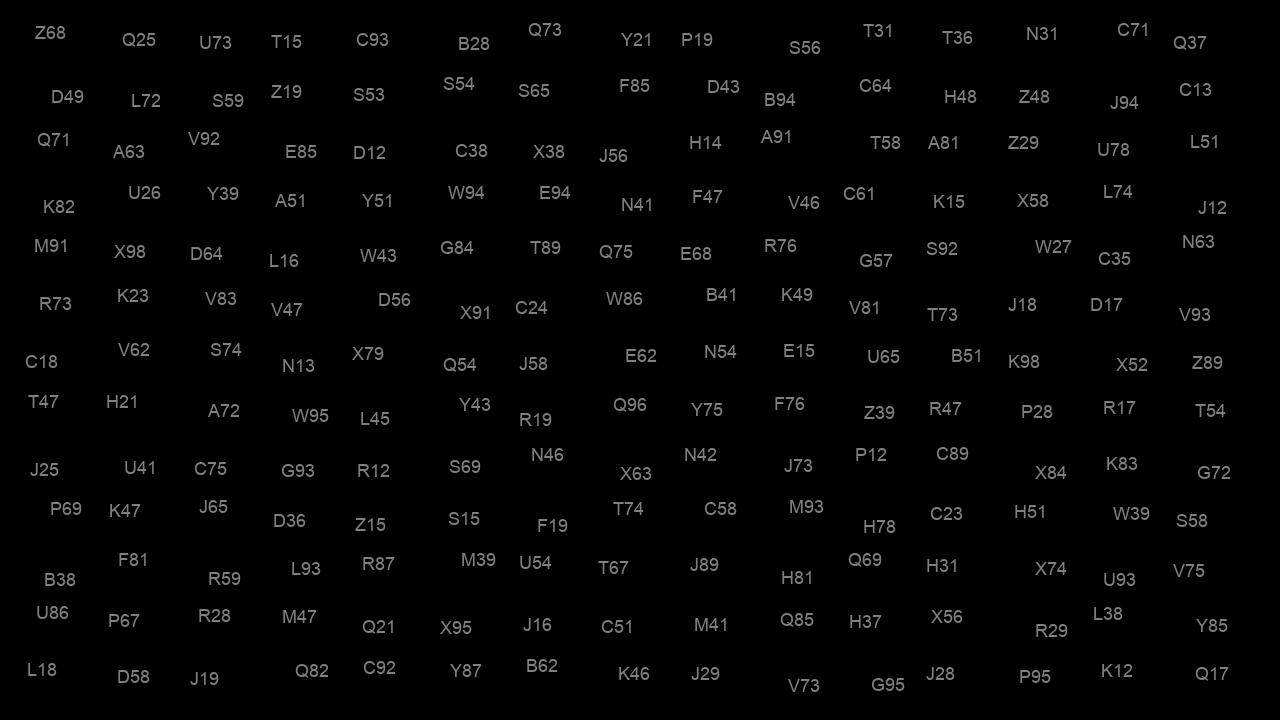 Z68 Q25 U73 T15 C93 B28 Q73 Y21 P19 S56 T31 T36 N31 C71 Q37
D49 L72 S59 Z19 S53 S54 S65 F85 D43 B94 C64 H48 Z48 J94 C13
Q71 A63 V92 E85 D12 C38 X38 J56 H14 A91 T58 A81 Z29 U78 L51
K82 U26 Y39 A51 Y51 W94 E94 N41 F47 V46 C61 K15 X58 L74 J12
M91 X98 D64 L16 W43 G84 T89 Q75 E68 R76 G57 S92 W27 C35 N63
R73 K23 V83 V47 D56 X91 C24 W86 B41 K49 V81 T73 J18 D17 V93
C18 V62 S74 N13 X79 Q54 J58 E62 N54 E15 U65 B51 K98 X52 Z89
T47 H21 A72 W95 L45 Y43 R19 Q96 Y75 F76 Z39 R47 P28 R17 T54
J25 U41 C75 G93 R12 S69 N46 X63 N42 J73 P12 C89 X84 K83 G72
P69 K47 J65 D36 Z15 S15 F19 T74 C58 M93 H78 C23 H51 W39 S58
B38 F81 R59 L93 R87 M39 U54 T67 J89 H81 Q69 H31 X74 U93 V75
U86 P67 R28 M47 Q21 X95 J16 C51 M41 Q85 H37 X56 R29 L38 Y85
L18 D58 J19 Q82 C92 Y87 B62 K46 J29 V73 G95 J28 P95 K12 Q17